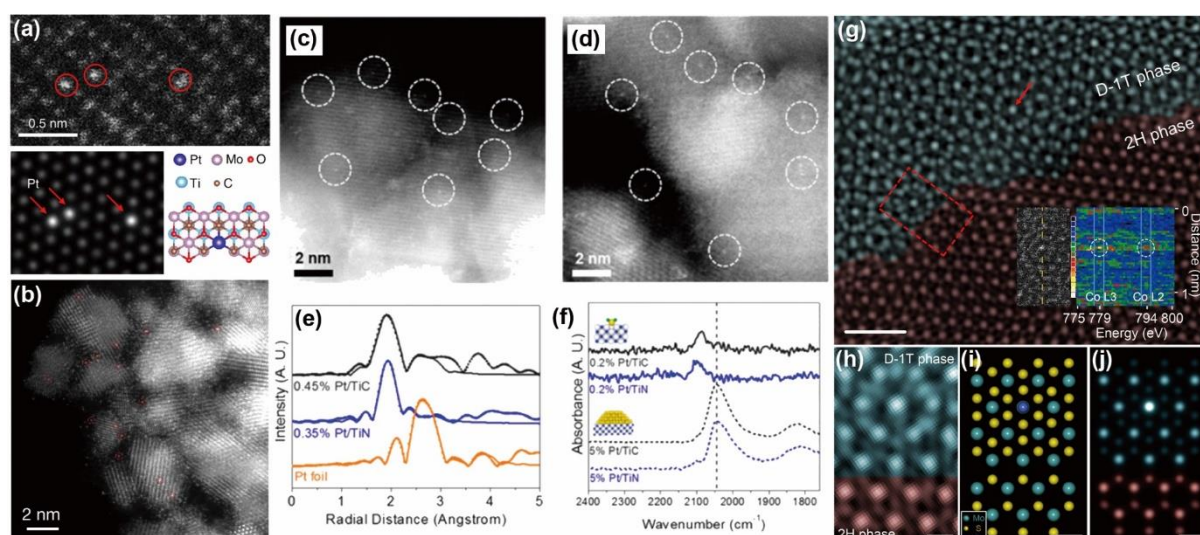 (a)
0.5 nm
Pt
Pt Mo O
Ti C
(b)
2 nm
(c)
2 nm
(d)
2 nm
(e)
Intensity (A. U.)
0.45% Pt/TiC
0.35% Pt/TiN
Pt foil
0 1 2 3 4 5
Radial Distance (Angstrom)
(f)
Absorbance (A. U.)
0.2% Pt/TiC
0.2% Pt/TiN
5% Pt/TiC
5% Pt/TiN
2400 2300 2200 2100 2000 1900 1800
Wavenumber (cm⁻¹)
(g)
D-1T phase
2H phase
0
Distance (nm)
1
Co L3 Co L2
775 779 794 800
Energy (eV)
(h)
D-1T phase
2H phase
(i)
Mo
S
(j)